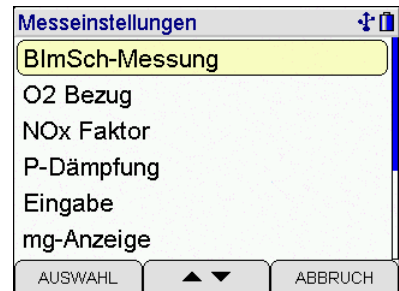 Messeinstellungen
BImSch-Messung
O2 Bezug
NOx Faktor
P-Dämpfung
Eingabe
mg-Anzeige
AUSWAHL ▲ ▼ ABBRUCH